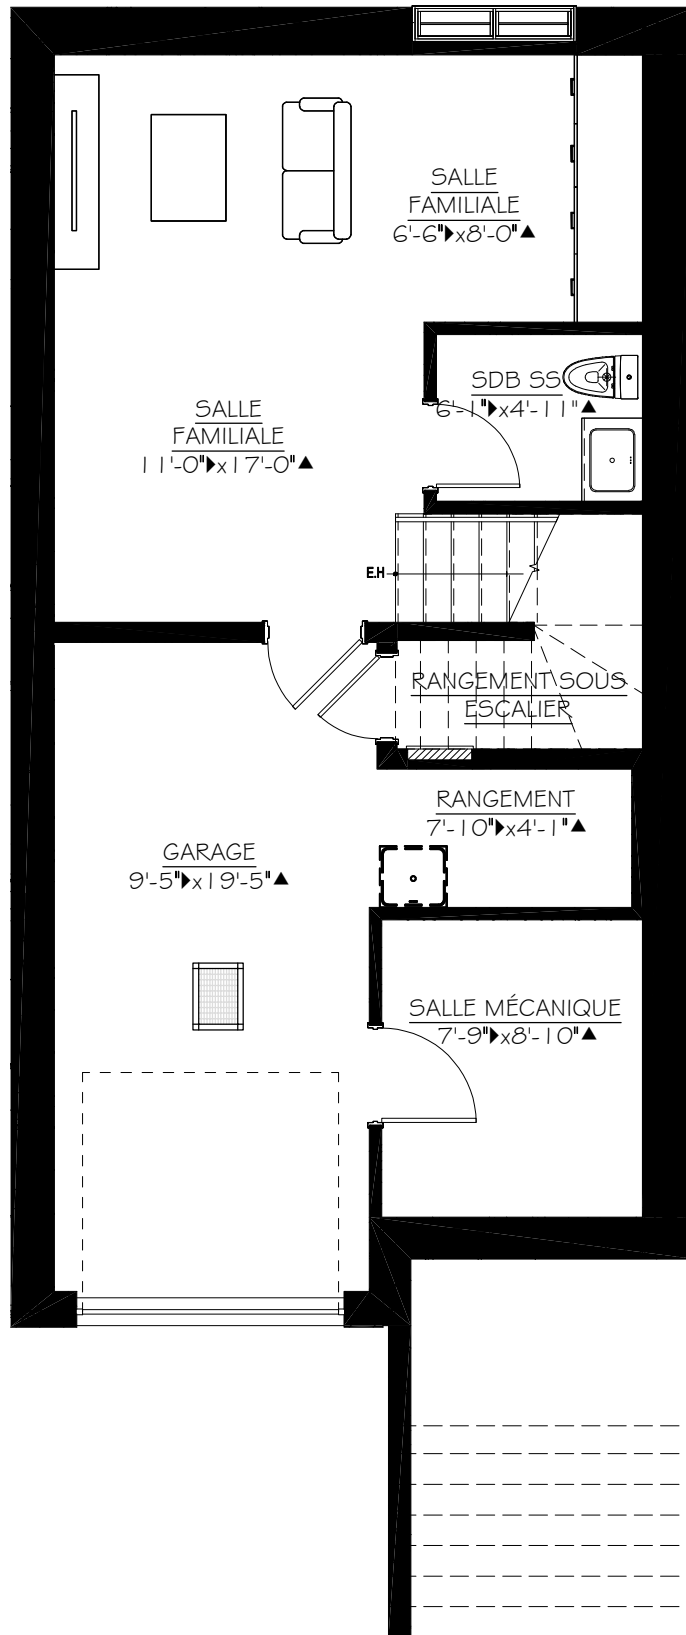 SALLE
FAMILIALE
6'-6"▶x8'-0"▲
SDB SS
6'-1"▶x4'-11"▲
SALLE
FAMILIALE
11'-0"▶x17'-0"▲
E.H
RANGEMENT SOUS
ESCALIER
RANGEMENT
7'-10"▶x4'-1"▲
GARAGE
9'-5"▶x19'-5"▲
SALLE MÉCANIQUE
7'-9"▶x8'-10"▲